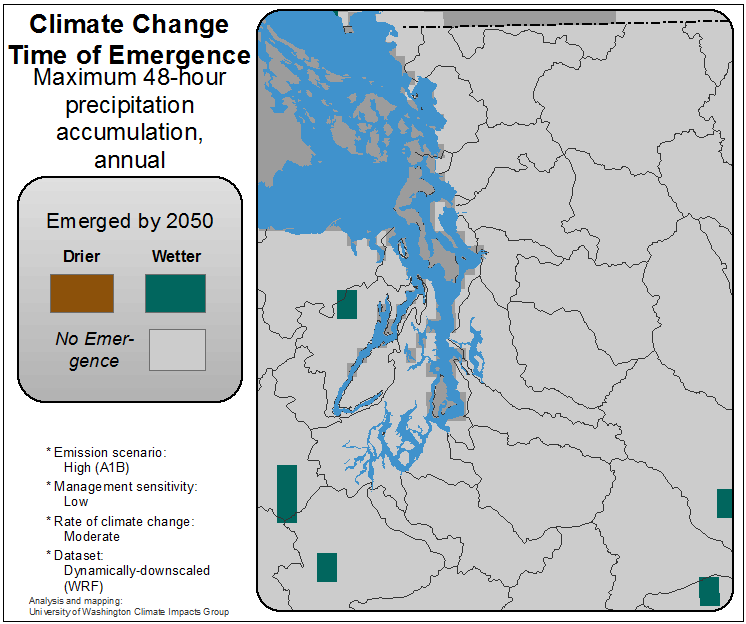 Climate Change
Time of Emergence
Maximum 48-hour
precipitation
accumulation,
annual
Emerged by 2050
Drier Wetter
No Emer-
gence
* Emission scenario:
High (A1B)
* Management sensitivity:
Low
* Rate of climate change:
Moderate
* Dataset:
Dynamically-downscaled
(WRF)
Analysis and mapping:
University of Washington Climate Impacts Group